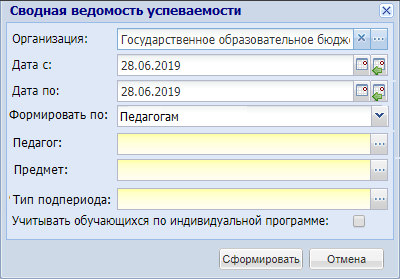 Сводная ведомость успеваемости
Организация: Государственное образовательное бюдже
Дата с: 28.06.2019
Дата по: 28.06.2019
Формировать по: Педагогам
Педагог:
Предмет:
Тип подпериода:
Учитывать обучающихся по индивидуальной программе:
Сформировать Отмена